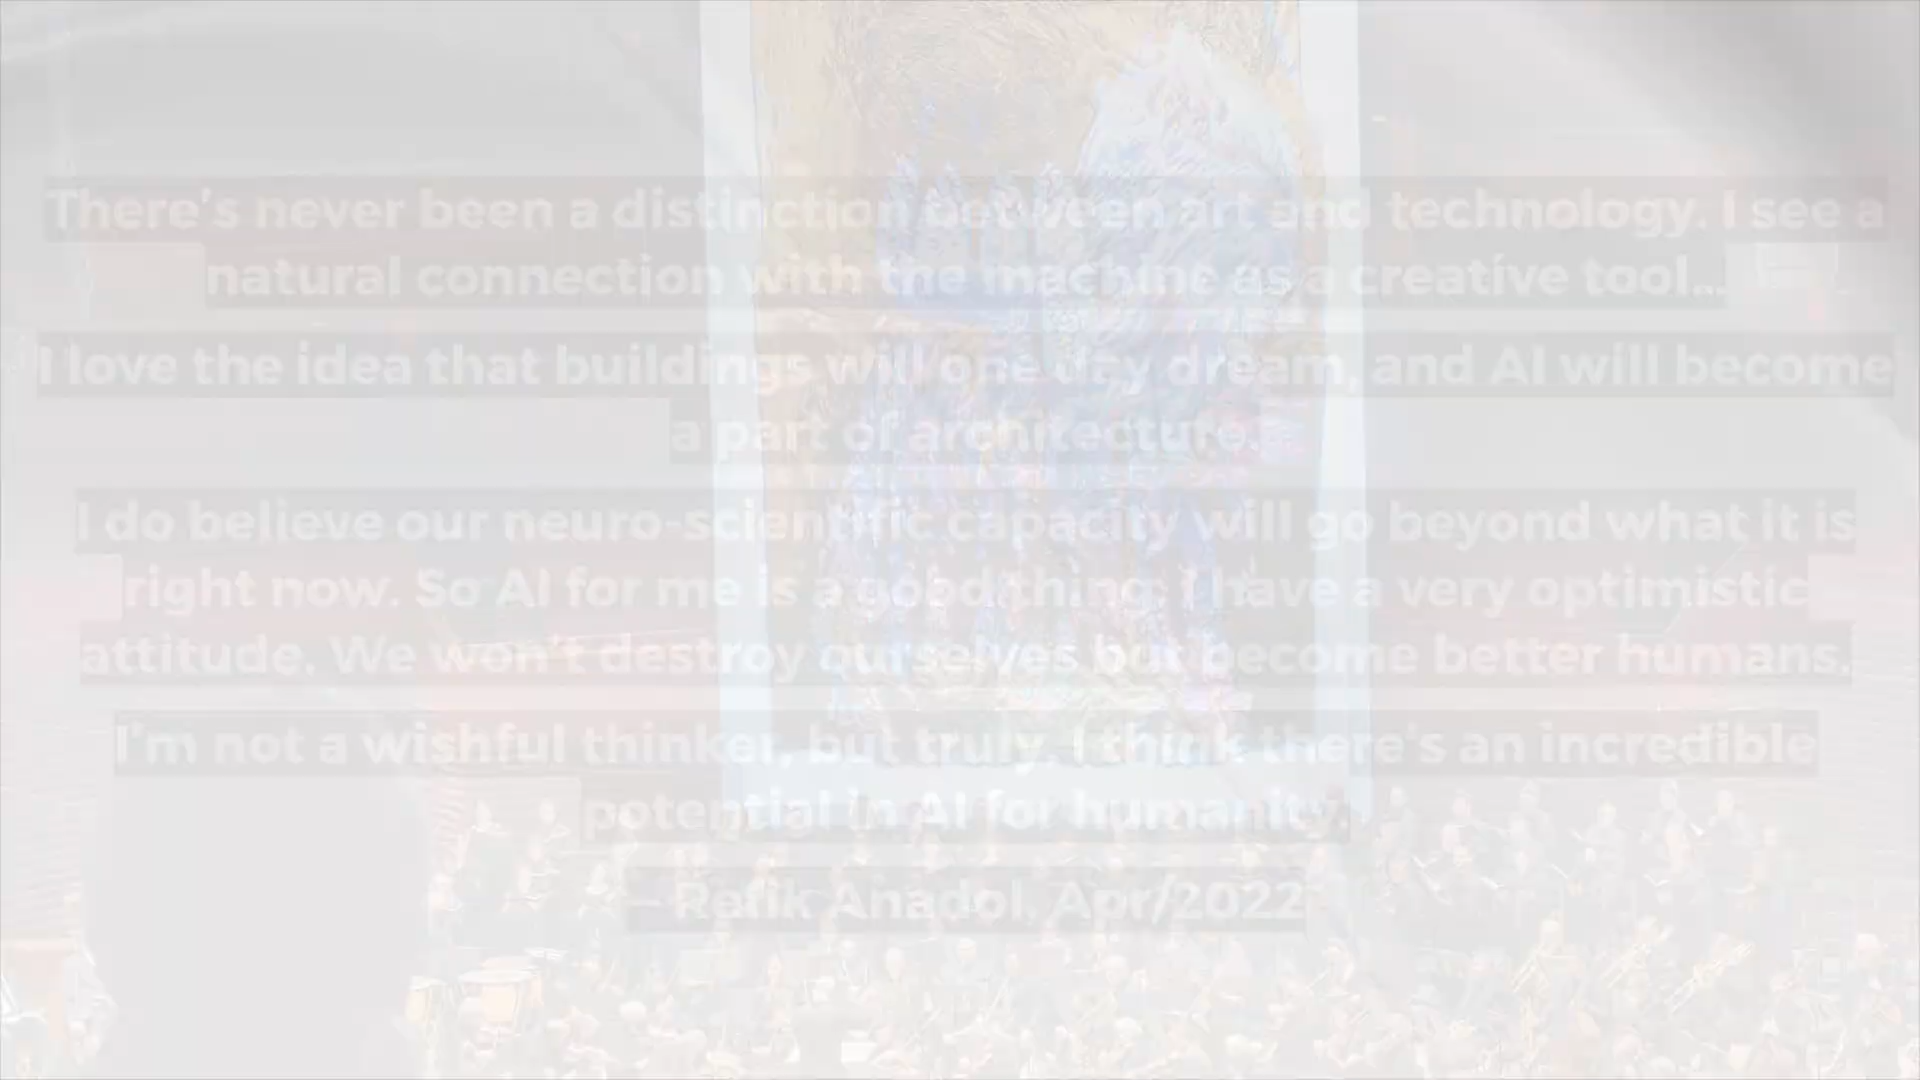 There's never been a distinction between art and technology. I see a
natural connection with the machine as a creative tool...
I love the idea that buildings will one day dream, and AI will become
a part of architecture.
I do believe our neuro-scientific capacity will go beyond what it is
right now. So AI for me is a good thing; I have a very optimistic
attitude. We won't destroy ourselves but become better humans.
I'm not a wishful thinker, but truly, I think there's an incredible
potential in AI for humanity.
— Refik Anadol, Apr/2022